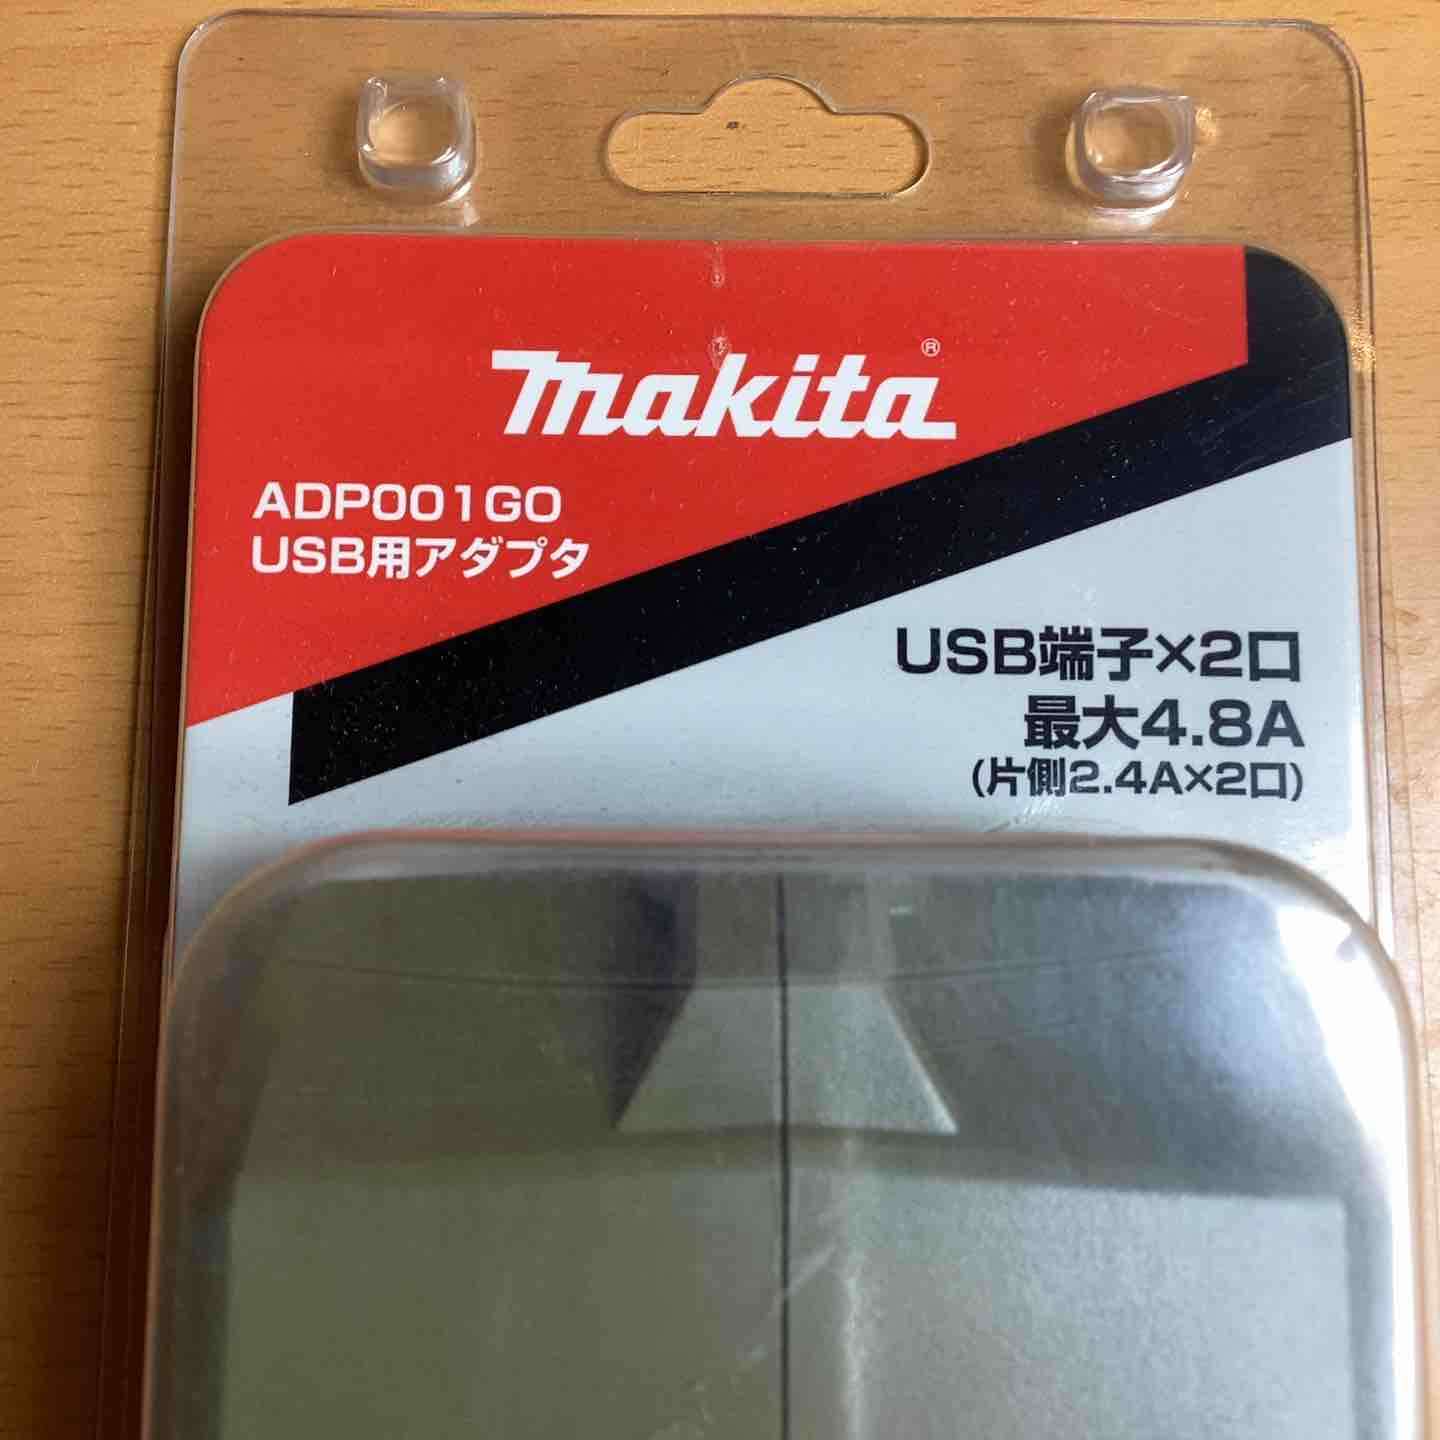 makita®
ADP001GO
USB用アダプタ
USB端子×2口
最大4.8A
(片側2.4A×2口)